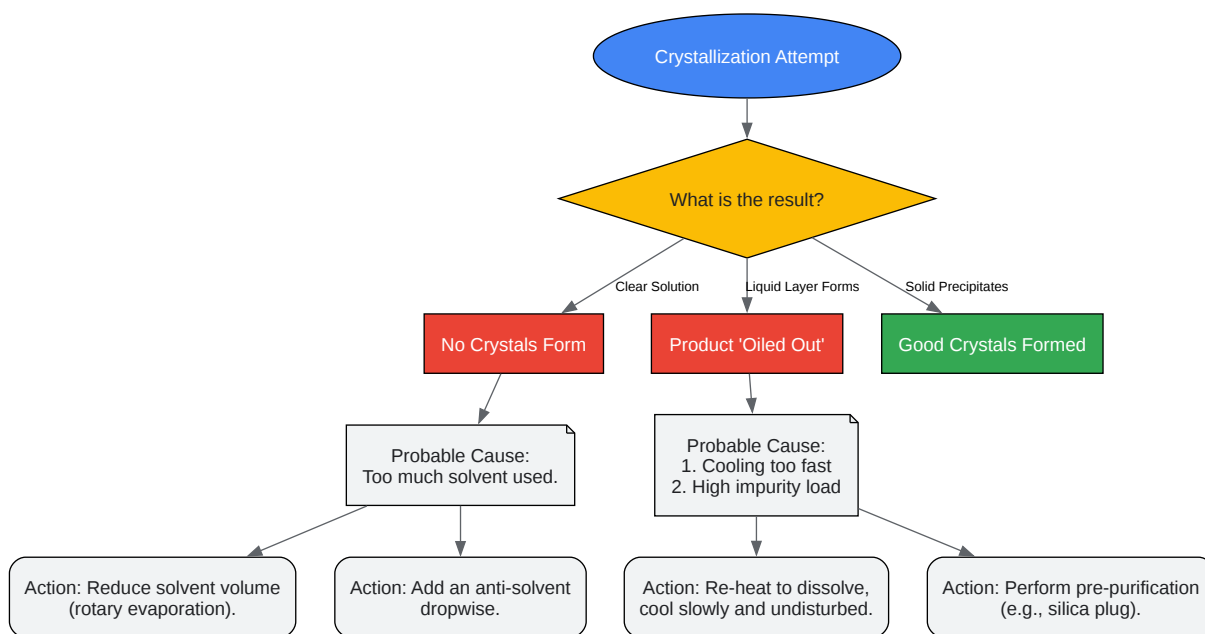 Crystallization Attempt
What is the result?
Clear Solution
Liquid Layer Forms
Solid Precipitates
No Crystals Form
Product 'Oiled Out'
Good Crystals Formed
Probable Cause:
Too much solvent used.
Probable Cause:
1. Cooling too fast
2. High impurity load
Action: Reduce solvent volume
(rotary evaporation).
Action: Add an anti-solvent
dropwise.
Action: Re-heat to dissolve,
cool slowly and undisturbed.
Action: Perform pre-purification
(e.g., silica plug).